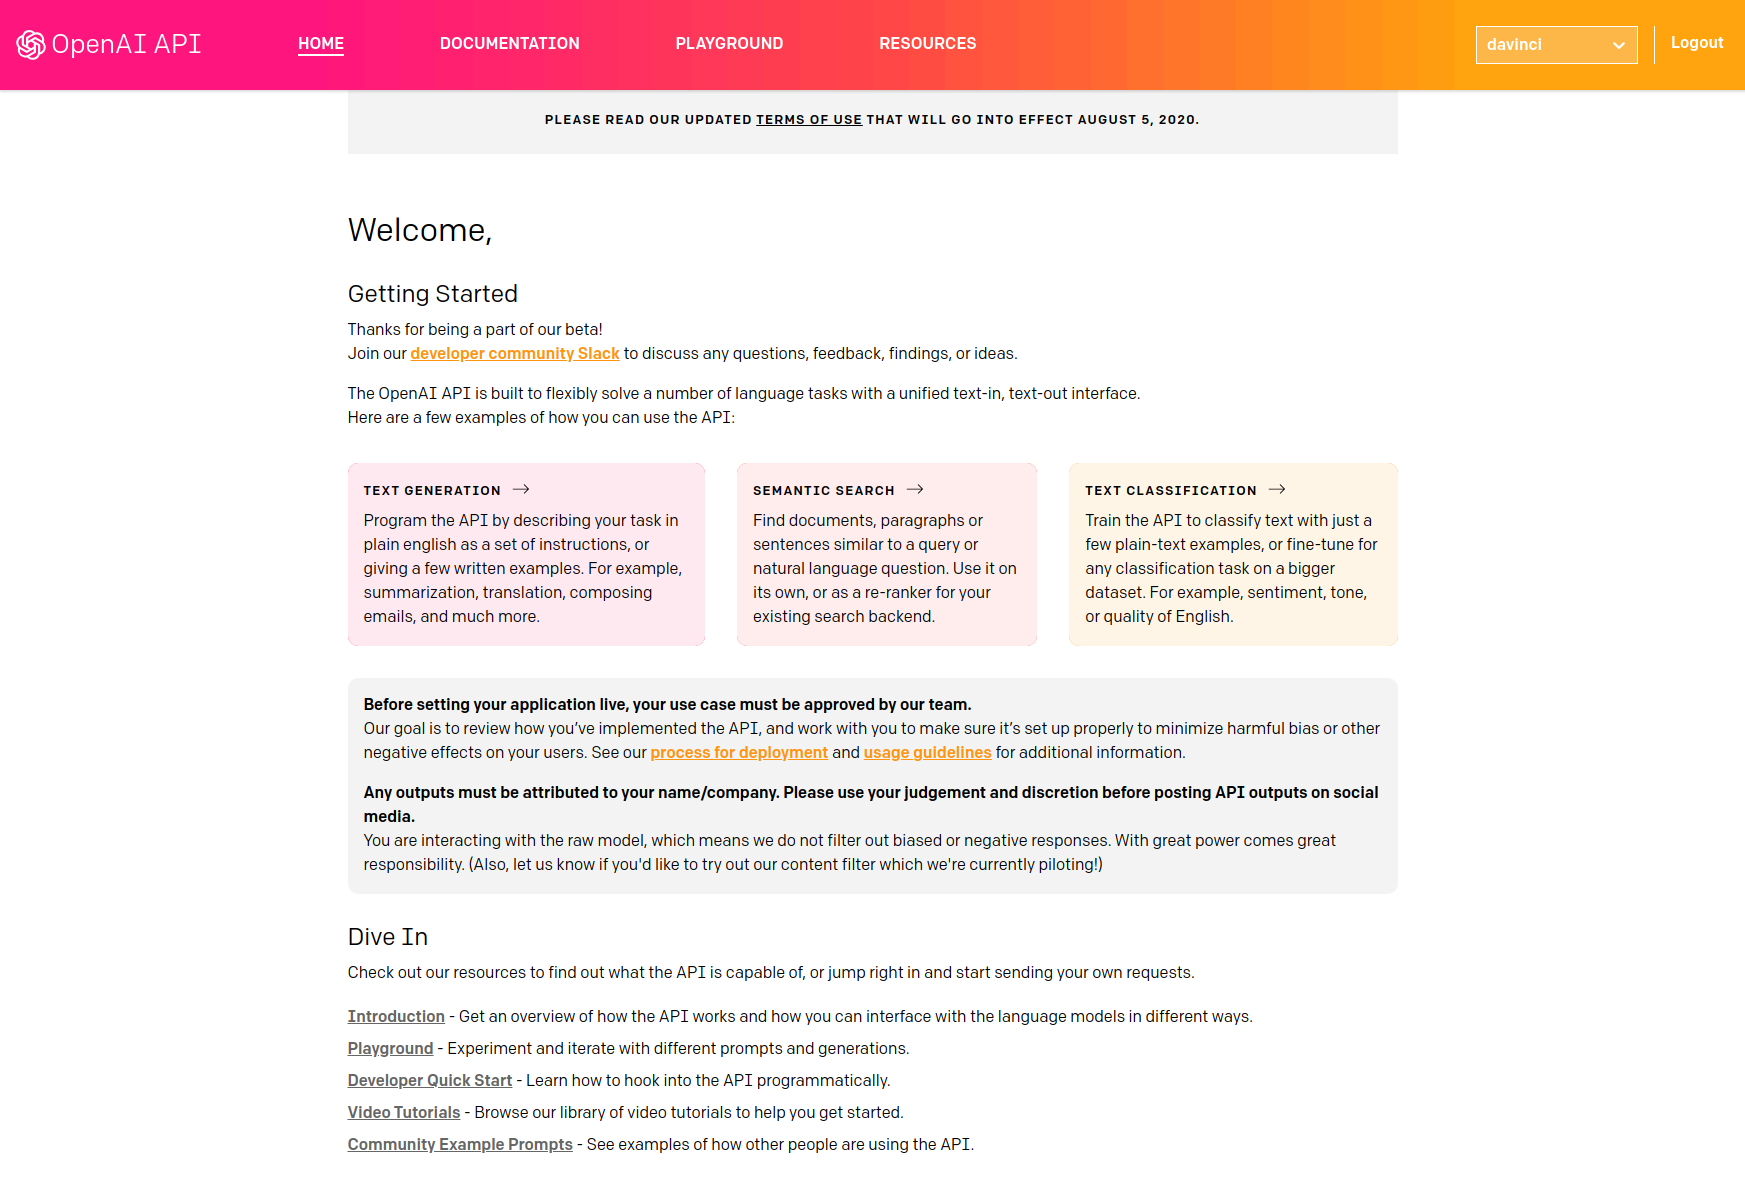 OpenAI API
HOME
DOCUMENTATION
PLAYGROUND
RESOURCES
davinci
Logout
PLEASE READ OUR UPDATED TERMS OF USE THAT WILL GO INTO EFFECT AUGUST 5, 2020.
Welcome,
Getting Started
Thanks for being a part of our beta!
Join our developer community Slack to discuss any questions, feedback, findings, or ideas.
The OpenAI API is built to flexibly solve a number of language tasks with a unified text-in, text-out interface.
Here are a few examples of how you can use the API:
TEXT GENERATION →
Program the API by describing your task in
plain english as a set of instructions, or
giving a few written examples. For example,
summarization, translation, composing
emails, and much more.
SEMANTIC SEARCH →
Find documents, paragraphs or
sentences similar to a query or
natural language question. Use it on
its own, or as a re-ranker for your
existing search backend.
TEXT CLASSIFICATION →
Train the API to classify text with just a
few plain-text examples, or fine-tune for
any classification task on a bigger
dataset. For example, sentiment, tone,
or quality of English.
Before setting your application live, your use case must be approved by our team.
Our goal is to review how you’ve implemented the API, and work with you to make sure it’s set up properly to minimize harmful bias or other
negative effects on your users. See our process for deployment and usage guidelines for additional information.
Any outputs must be attributed to your name/company. Please use your judgement and discretion before posting API outputs on social
media.
You are interacting with the raw model, which means we do not filter out biased or negative responses. With great power comes great
responsibility. (Also, let us know if you'd like to try out our content filter which we're currently piloting!)
Dive In
Check out our resources to find out what the API is capable of, or jump right in and start sending your own requests.
Introduction - Get an overview of how the API works and how you can interface with the language models in different ways.
Playground - Experiment and iterate with different prompts and generations.
Developer Quick Start - Learn how to hook into the API programmatically.
Video Tutorials - Browse our library of video tutorials to help you get started.
Community Example Prompts - See examples of how other people are using the API.